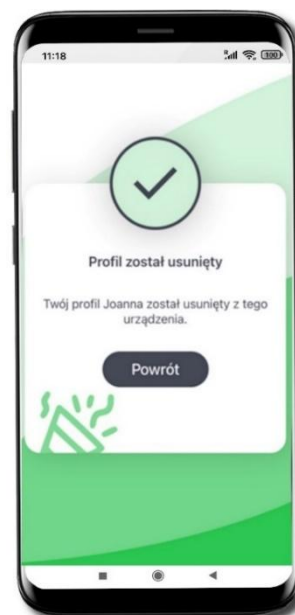 11:18
100
Profil został usunięty
Twój profil Joanna został usunięty z tego
urządzenia.
Powrót